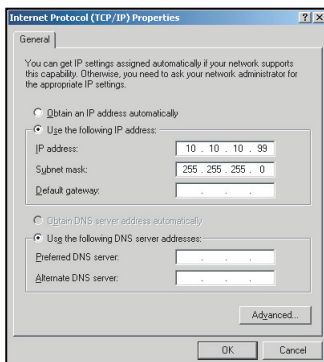 Internet Protocol (TCP/IP) Properties
General
You can get IP settings assigned automatically if your network supports
this capability. Otherwise, you need to ask your network administrator for
the appropriate IP settings.
Obtain an IP address automatically
Use the following IP address:
IP address: 10 . 10 . 10 . 99
Subnet mask: 255 . 255 . 255 . 0
Default gateway: . . .
Obtain DNS server address automatically
Use the following DNS server addresses:
Preferred DNS server: . . .
Alternate DNS server: . . .
Advanced...
OK Cancel